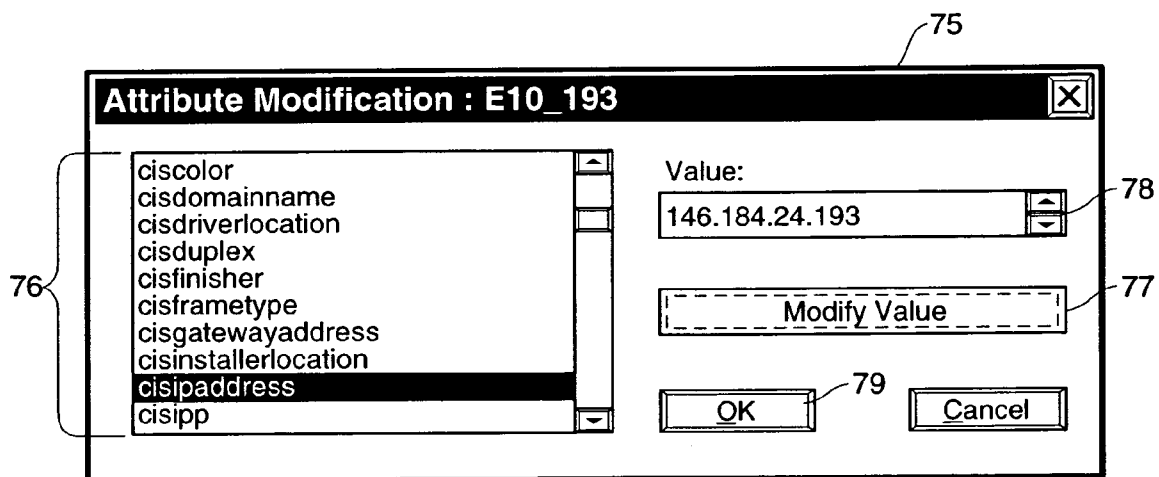 75
Attribute Modification : E10_193
76
ciscolor
cisdomainname
cisdriverlocation
cisduplex
cisfinisher
cisframetype
cisgatewayaddress
cisinstallerlocation
cisipaddress
cisipp
Value:
146.184.24.193
78
Modify Value
77
79
OK
Cancel